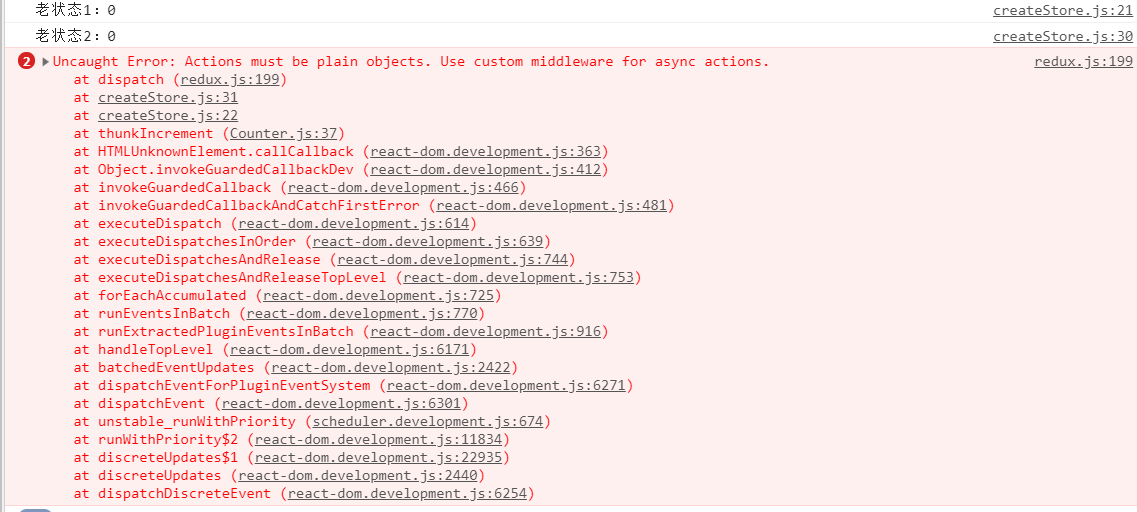 老状态1：0 createStore.js:21
老状态2：0 createStore.js:30
2 ▶Uncaught Error: Actions must be plain objects. Use custom middleware for async actions. redux.js:199
at dispatch (redux.js:199)
at createStore.js:31
at createStore.js:22
at thunkIncrement (Counter.js:37)
at HTMLUnknownElement.callCallback (react-dom.development.js:363)
at Object.invokeGuardedCallbackDev (react-dom.development.js:412)
at invokeGuardedCallback (react-dom.development.js:466)
at invokeGuardedCallbackAndCatchFirstError (react-dom.development.js:481)
at executeDispatch (react-dom.development.js:614)
at executeDispatchesInOrder (react-dom.development.js:639)
at executeDispatchesAndRelease (react-dom.development.js:744)
at executeDispatchesAndReleaseTopLevel (react-dom.development.js:753)
at forEachAccumulated (react-dom.development.js:725)
at runEventsInBatch (react-dom.development.js:770)
at runExtractedPluginEventsInBatch (react-dom.development.js:916)
at handleTopLevel (react-dom.development.js:6171)
at batchedEventUpdates (react-dom.development.js:2422)
at dispatchEventForPluginEventSystem (react-dom.development.js:6271)
at dispatchEvent (react-dom.development.js:6301)
at unstable_runWithPriority (scheduler.development.js:674)
at runWithPriority$2 (react-dom.development.js:11834)
at discreteUpdates$1 (react-dom.development.js:22935)
at discreteUpdates (react-dom.development.js:2440)
at dispatchDiscreteEvent (react-dom.development.js:6254)